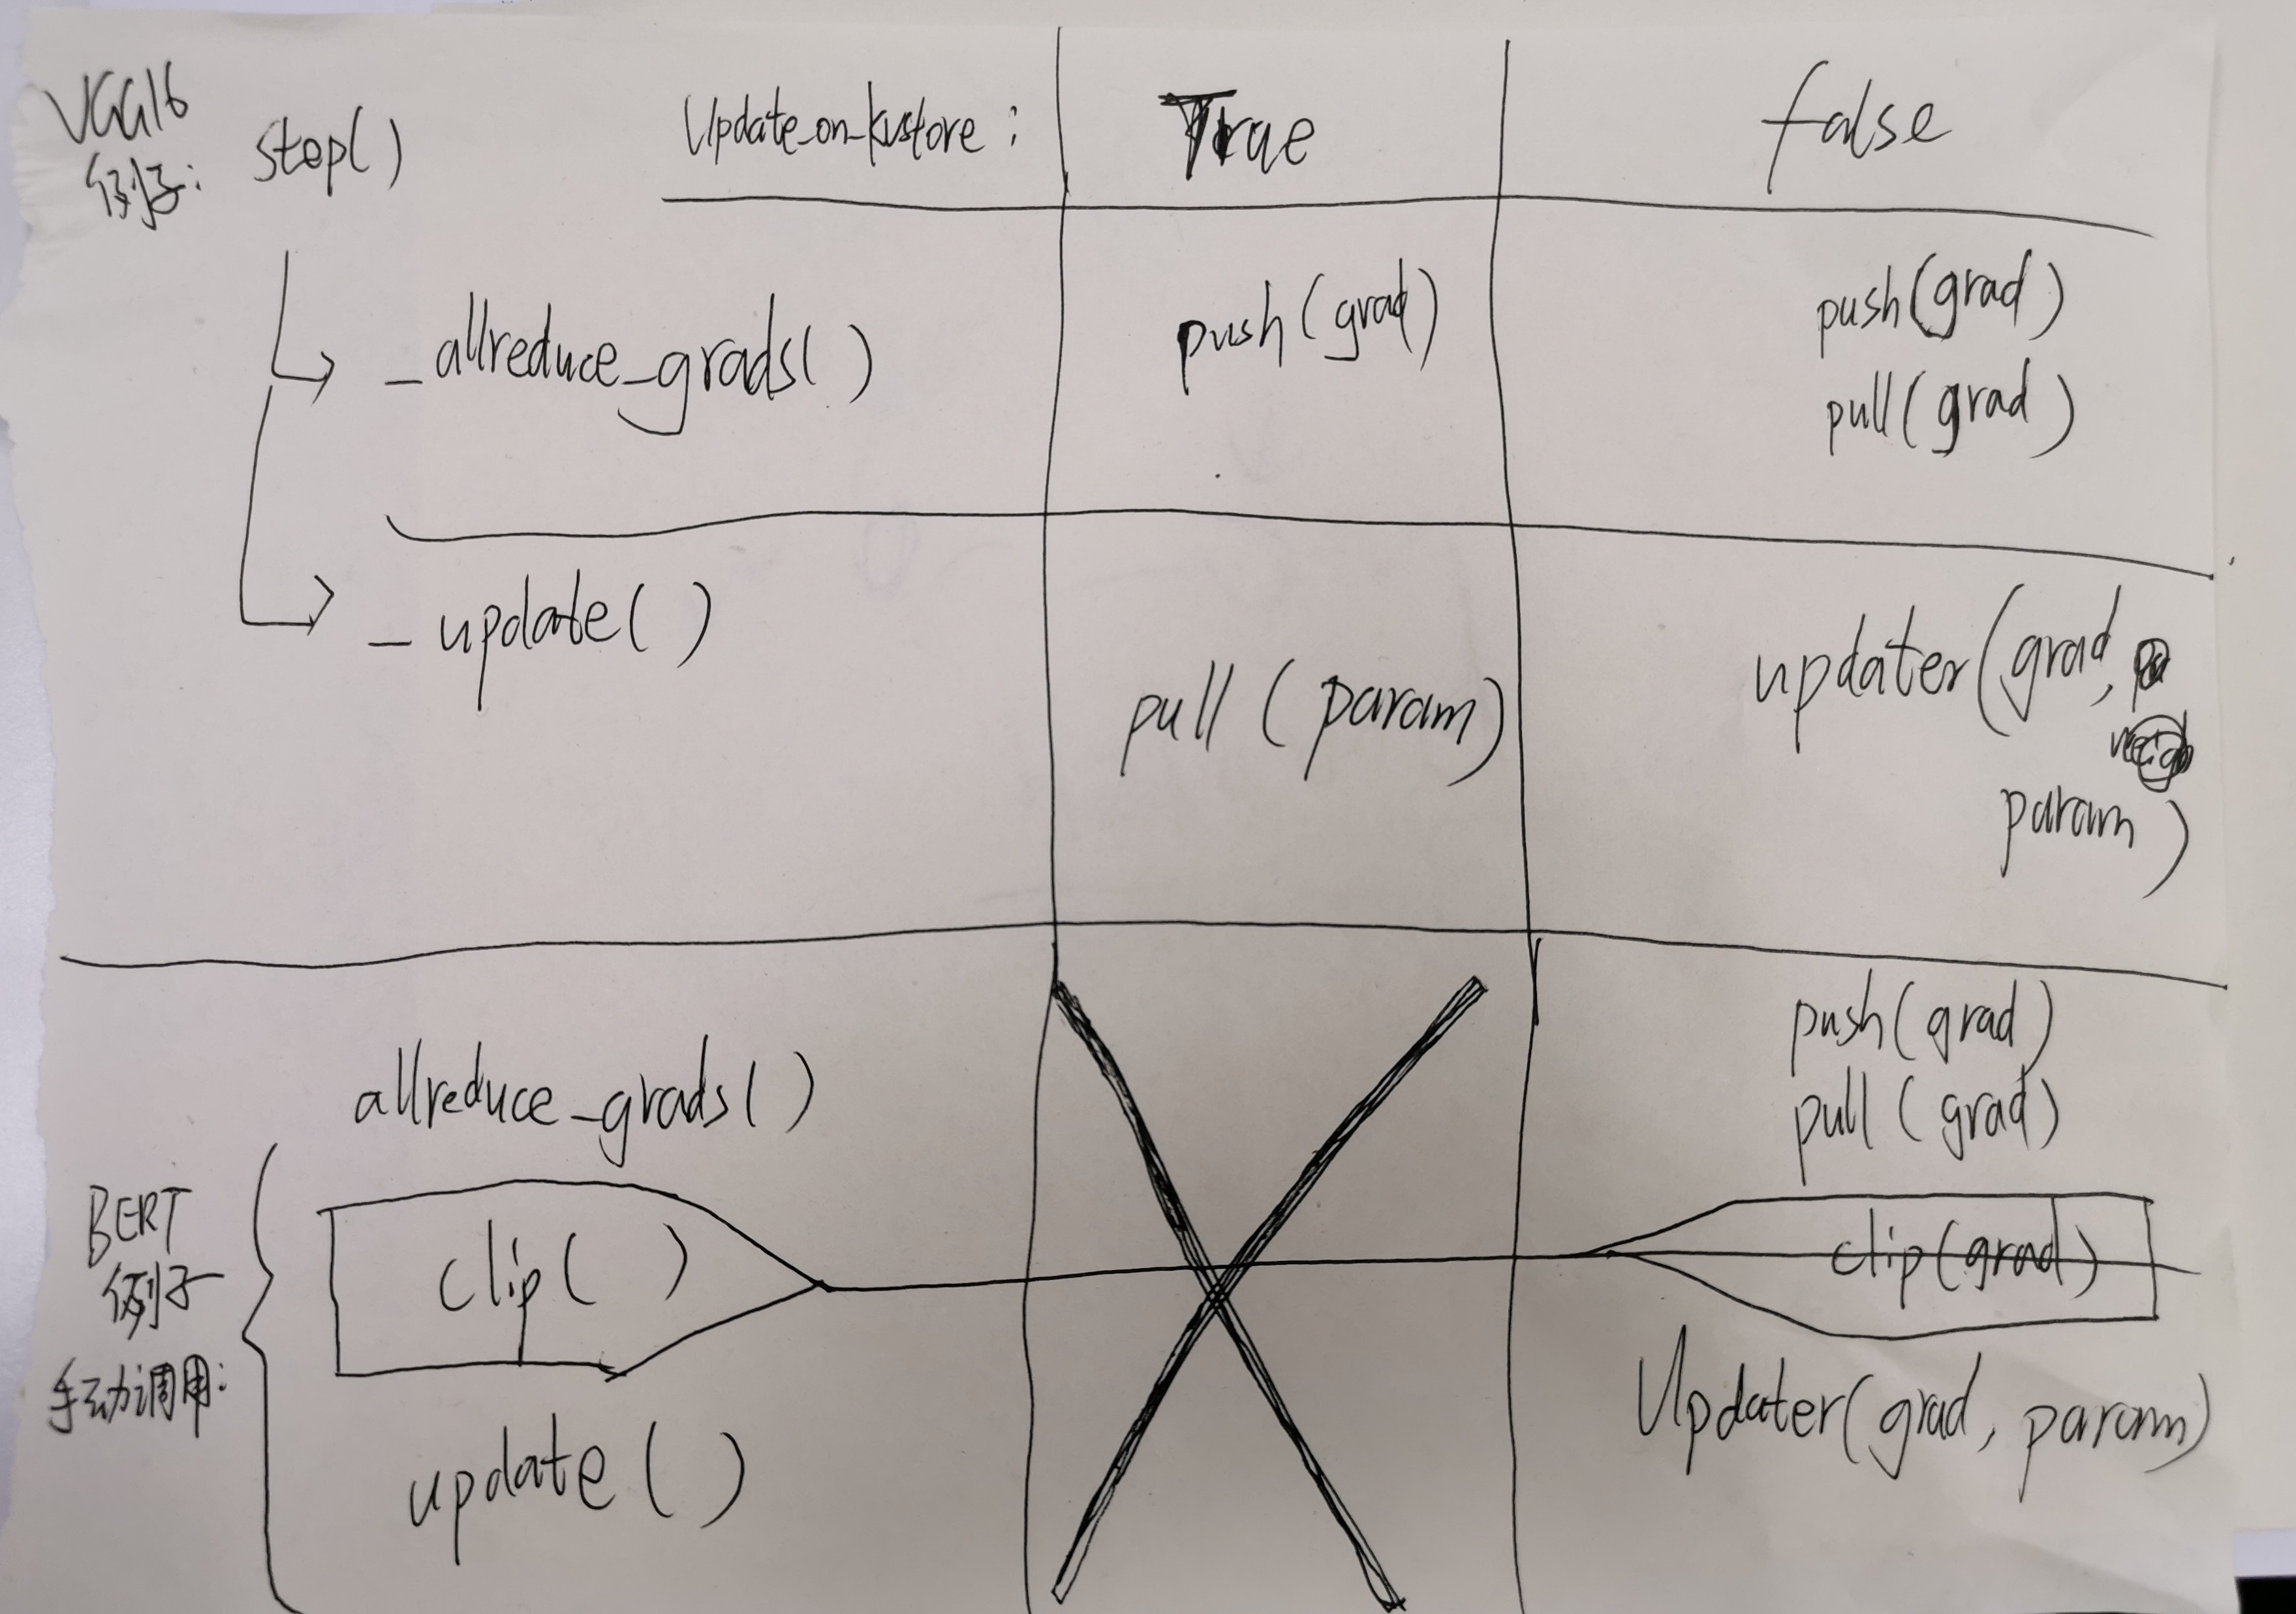 VGG16
例子: step() Update_on_kvstore: True false
_allreduce_grads() push(grad) push(grad)
pull(grad)
_update() pull(param) updater(grad,
param)
allreduce_grads() push(grad)
pull(grad)
BERT
例子
手动调用:
clip() clip(grad)
update() Updater(grad, param)